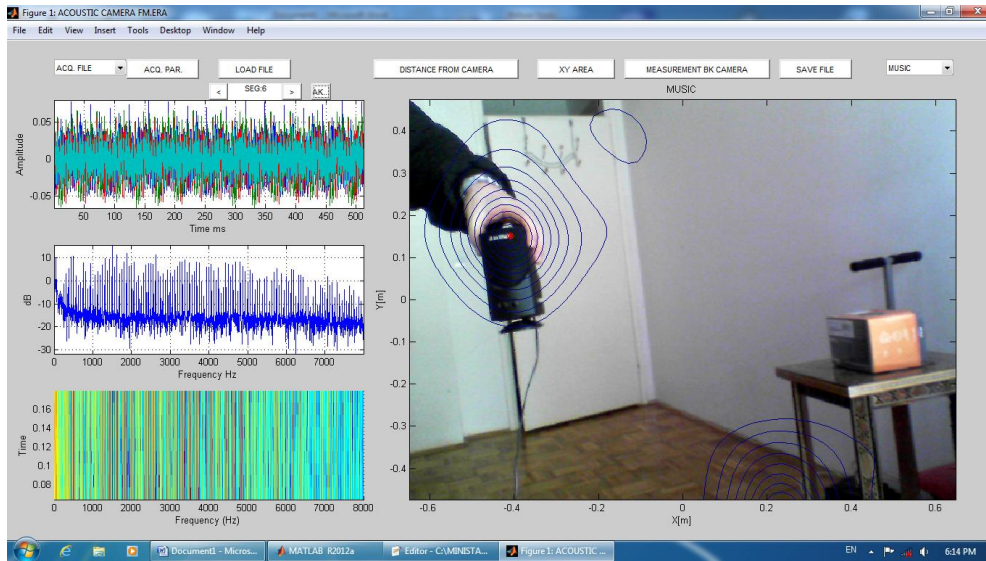 Figure 1: ACOUSTIC CAMERA FM.ERA
File Edit View Insert Tools Desktop Window Help
ACQ. FILE ACQ. PAR. LOAD FILE DISTANCE FROM CAMERA XY AREA MEASUREMENT BK CAMERA SAVE FILE MUSIC
< SEG:6 > AK..
MUSIC
0.05
0
-0.05
Amplitude
50 100 150 200 250 300 350 400 450 500
Time ms
10
0
-10
-20
-30
dB
0 1000 2000 3000 4000 5000 6000 7000
Frequency Hz
0.16
0.14
0.12
0.1
0.08
Time
0 1000 2000 3000 4000 5000 6000 7000 8000
Frequency (Hz)
0.4
0.3
0.2
0.1
0
-0.1
-0.2
-0.3
-0.4
Y[m]
-0.6 -0.4 -0.2 0 0.2 0.4 0.6
X[m]
Document1 - Micros... MATLAB R2012a Editor - C:\MINISTA... Figure 1: ACOUSTIC ... EN 6:14 PM